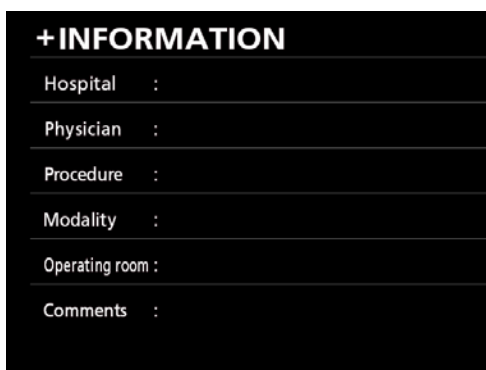 +INFORMATION
Hospital :
Physician :
Procedure :
Modality :
Operating room :
Comments :